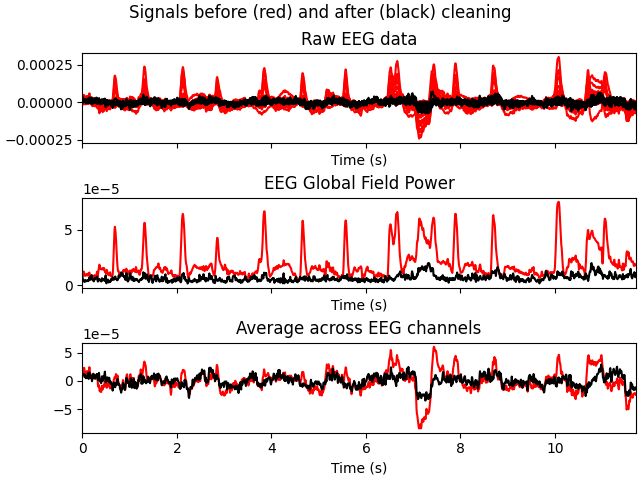 Signals before (red) and after (black) cleaning
Raw EEG data
0.00025
0.00000
−0.00025
Time (s)
EEG Global Field Power
1e−5
5
0
Time (s)
Average across EEG channels
1e−5
5
0
−5
0 2 4 6 8 10
Time (s)